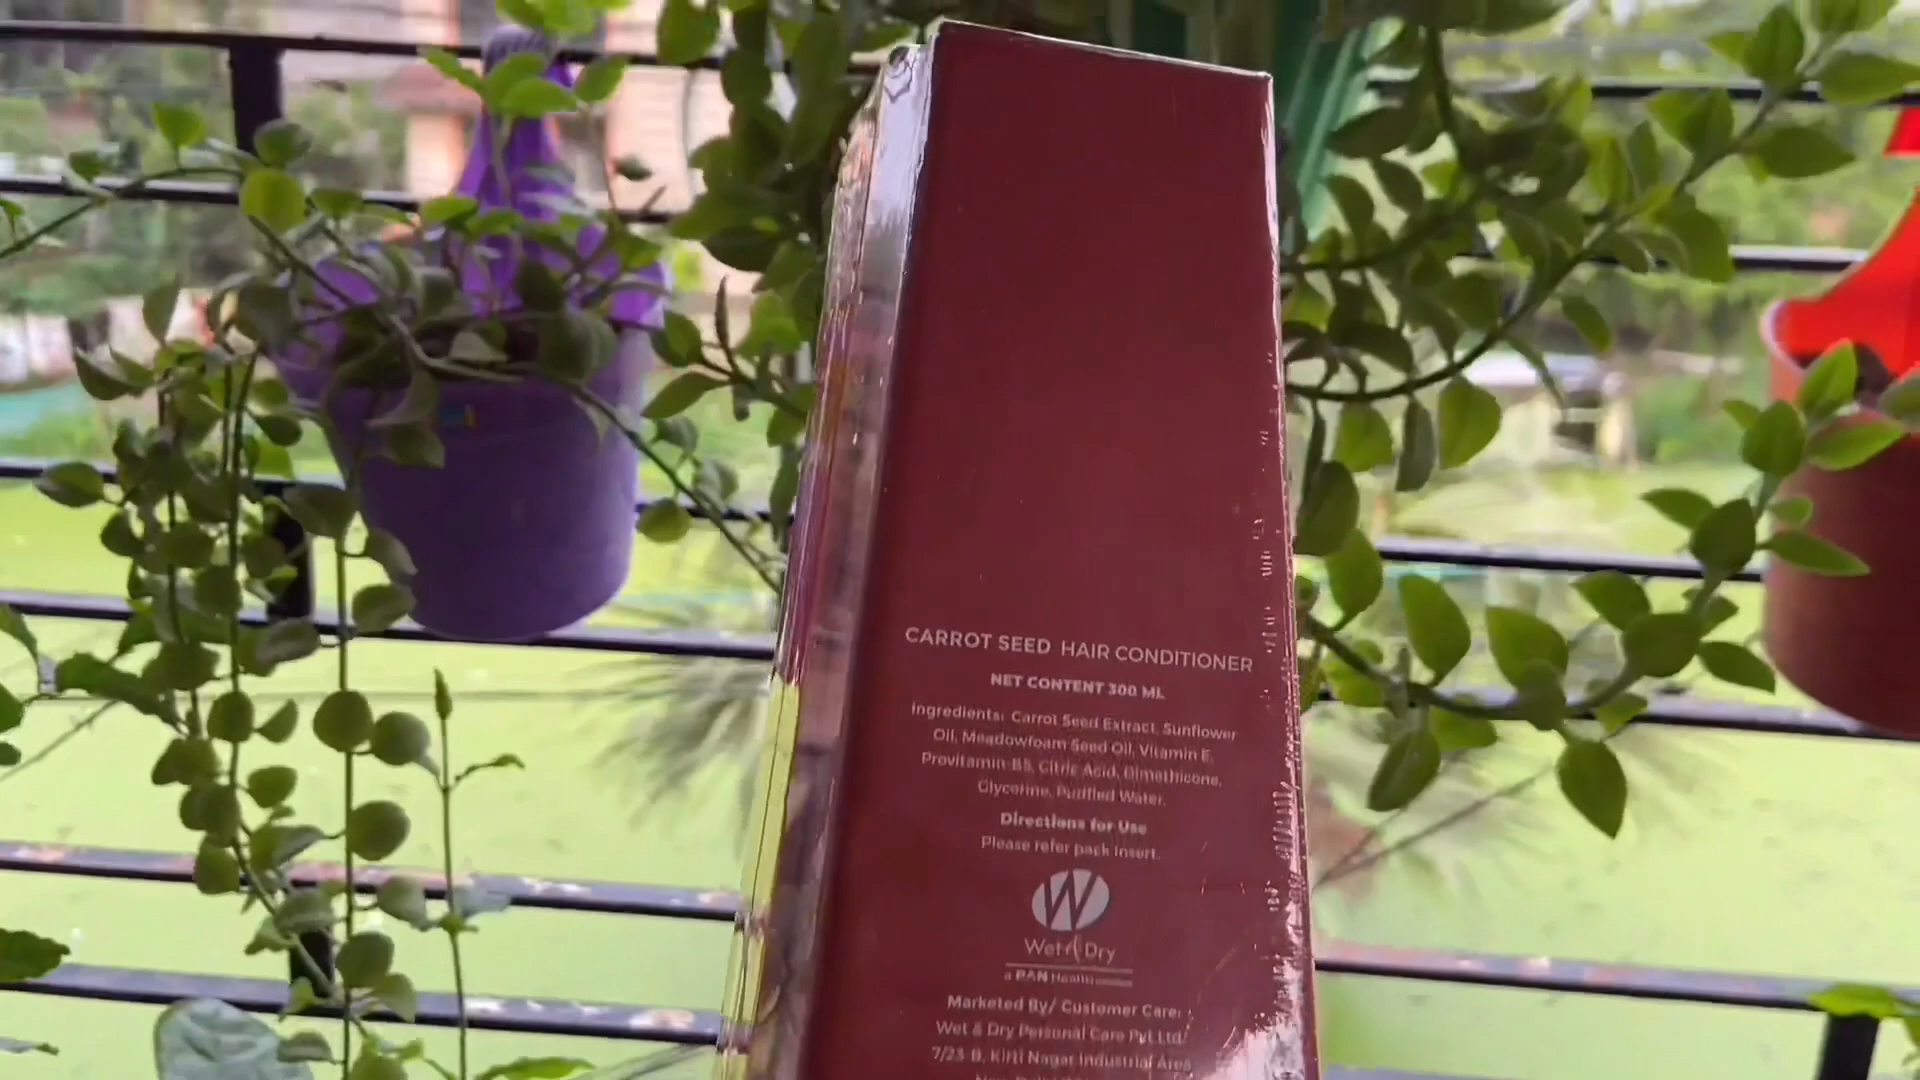 CARROT SEED HAIR CONDITIONER
NET CONTENT 300 ML
Ingredients: Carrot Seed Extract, Sunflower
Oil, Meadowfoam Seed Oil, Vitamin E,
Provitamin B5, Citric Acid, Dimethicone,
Glycerine, Purified Water.
Directions for Use
Please refer pack insert.
W
Wet & Dry
a PAN Health
Marketed By/ Customer Care:
Wet & Dry Personal Care Pvt Ltd/
7/23 B, Kirti Nagar Industrial Area